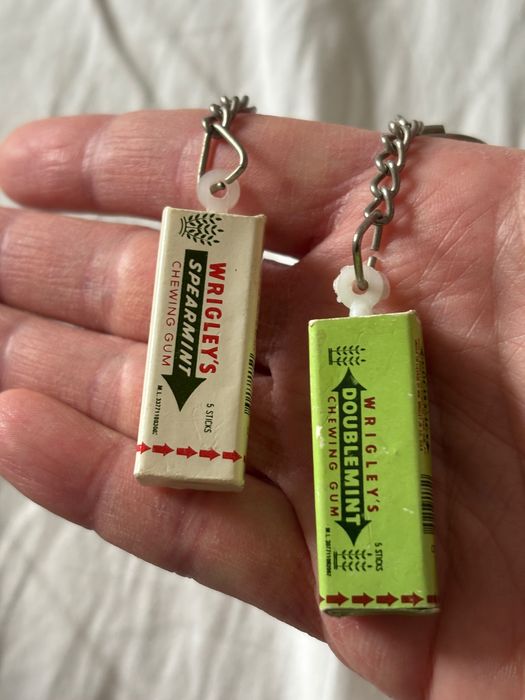 WRIGLEY'S
SPEARMINT
CHEWING GUM
5 STICKS
WRIGLEY'S
DOUBLEMINT
CHEWING GUM
5 STICKS